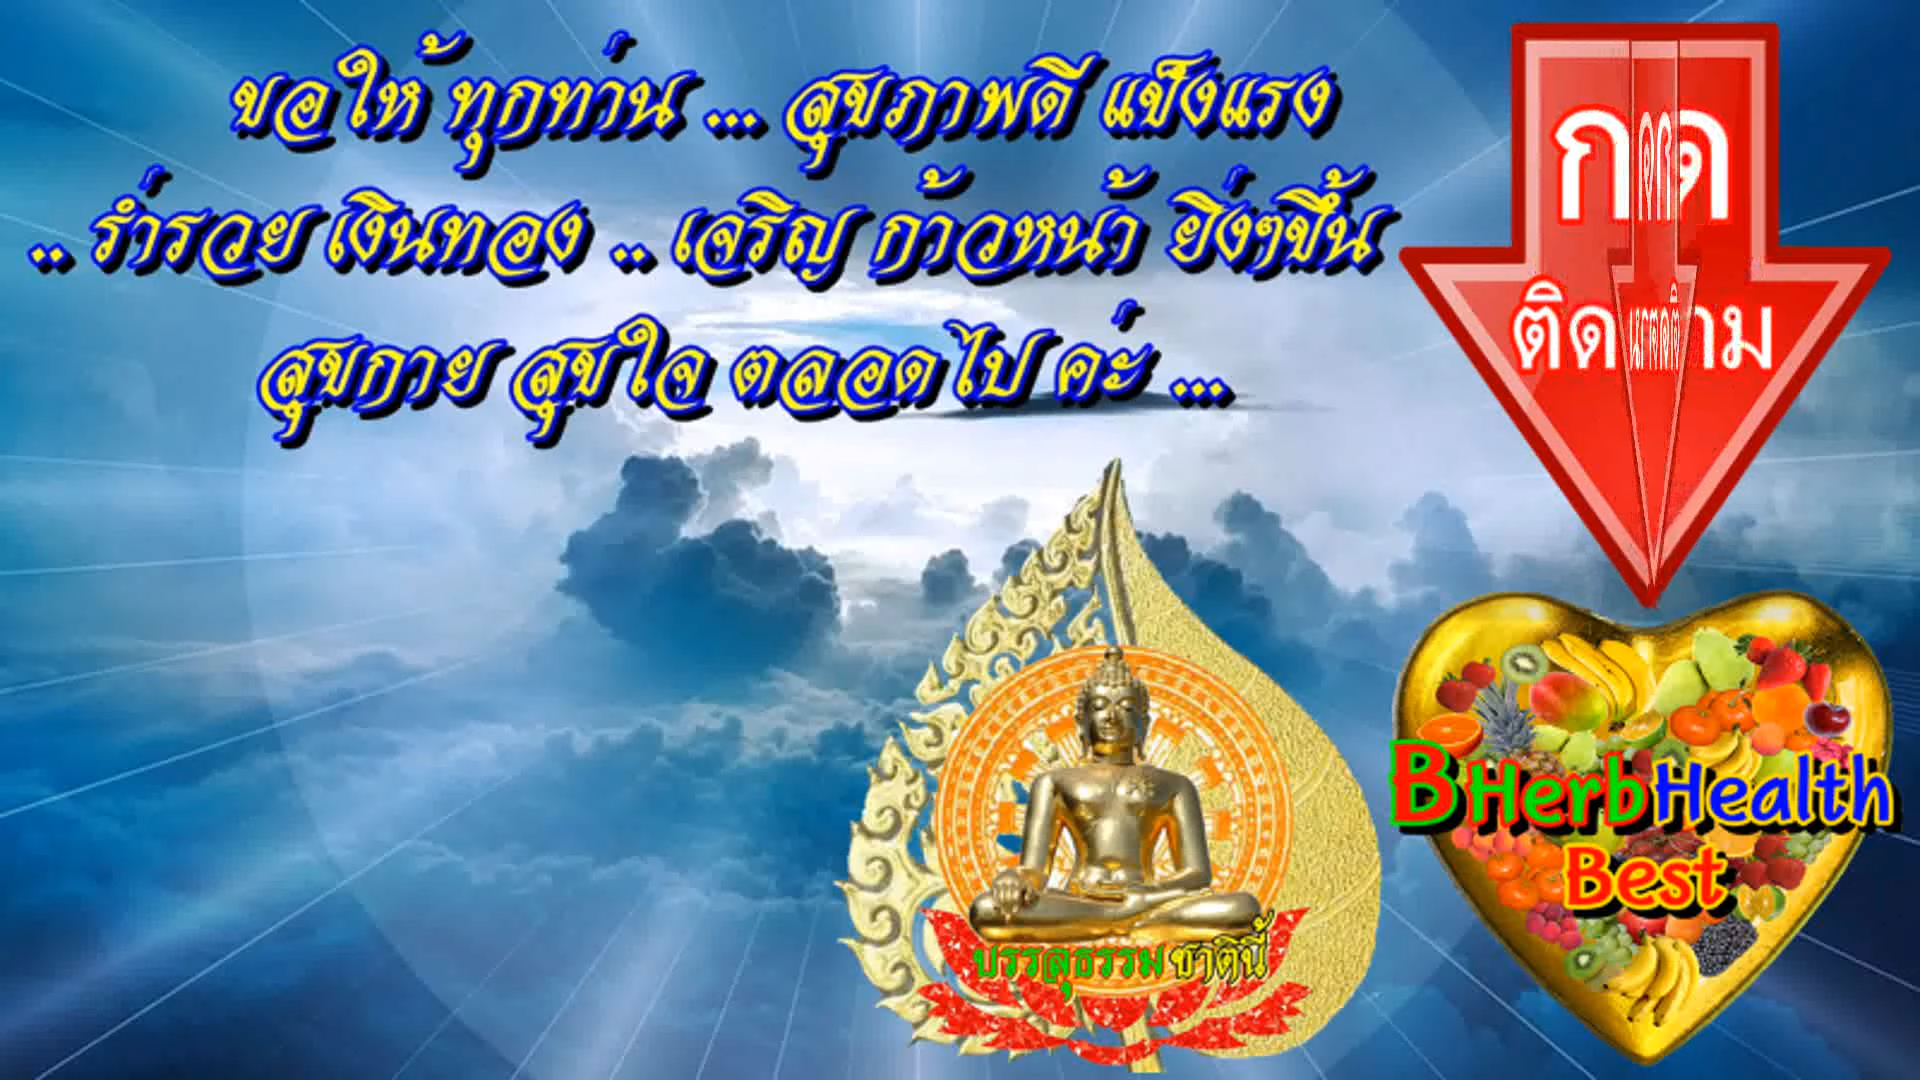 ขอให้ ทุกท่าน ... สุขภาพดี แข็งแรง
.. ร่ำรวย เงินทอง .. เจริญ ก้าวหน้า ยิ่งๆขึ้น
สุขกาย สุขใจ ตลอดไป ค่ะ ...
กด
ติดตาม
บรรลุธรรม ชาตินี้
B Herb Health
Best